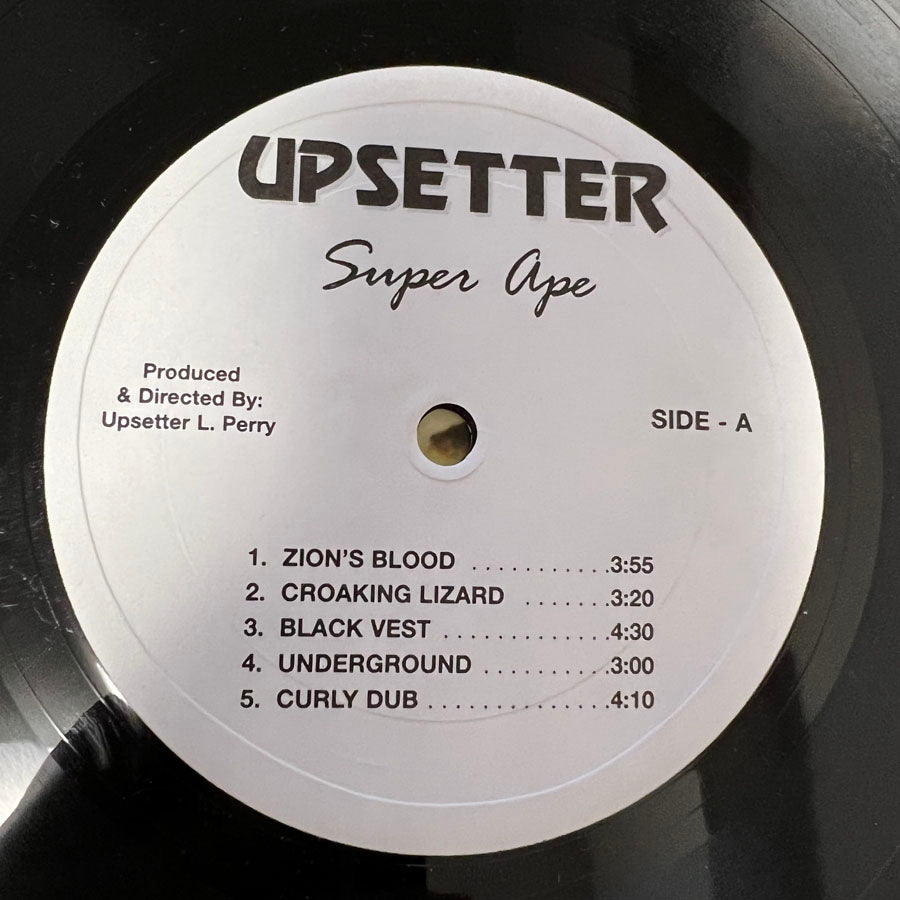 UPSETTER
Super Ape
Produced
& Directed By:
Upsetter L. Perry
SIDE - A
1. ZION'S BLOOD ...........3:55
2. CROAKING LIZARD .......3:20
3. BLACK VEST .............4:30
4. UNDERGROUND ..........3:00
5. CURLY DUB ..............4:10